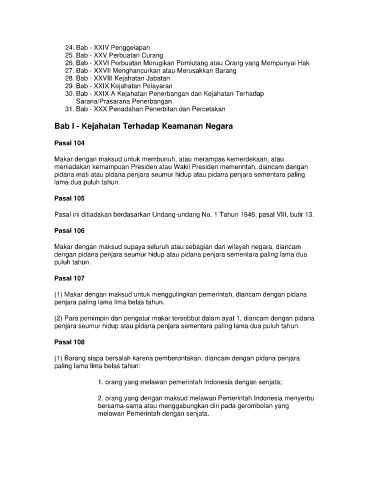 24. Bab - XXIV Penggelapan
25. Bab - XXV Perbuatan Curang
26. Bab - XXVI Perbuatan Merugikan Pemiutang atau Orang yang Mempunyai Hak
27. Bab - XXVII Menghancurkan atau Merusakkan Barang
28. Bab - XXVIII Kejahatan Jabatan
29. Bab - XXIX Kejahatan Pelayaran
30. Bab - XXIX A Kejahatan Penerbangan dan Kejahatan Terhadap
Sarana/Prasarana Penerbangan
31. Bab - XXX Penadahan Penerbitan dan Percetakan
Bab I - Kejahatan Terhadap Keamanan Negara
Pasal 104
Makar dengan maksud untuk membunuh, atau merampas kemerdekaan, atau
meniadakan kemampuan Presiden atau Wakil Presiden memerintah, diancam dengan
pidana mati atau pidana penjara seumur hidup atau pidana penjara sementara paling
lama dua puluh tahun.
Pasal 105
Pasal ini ditiadakan berdasarkan Undang-undang No. 1 Tahun 1946, pasal VIII, butir 13.
Pasal 106
Makar dengan maksud supaya seluruh atau sebagian dari wilayah negara, diancam
dengan pidana penjara seumur hidup atau pidana penjara sementara paling lama dua
puluh tahun.
Pasal 107
(1) Makar dengan maksud untuk menggulingkan pemerintah, diancam dengan pidana
penjara paling lama lima belas tahun.
(2) Para pemimpin dan pengatur makar tersebut dalam ayat 1, diancam dengan pidana
penjara seumur hidup atau pidana penjara sementara paling lama dua puluh tahun.
Pasal 108
(1) Barang siapa bersalah karena pemberontakan, diancam dengan pidana penjara
paling lama lima belas tahun:
1. orang yang melawan pemerintah Indonesia dengan senjata;
2. orang yang dengan maksud melawan Pemerintah Indonesia menyerbu
bersama-sama atau menggabungkan diri pada gerombolan yang
melawan Pemerintah dengan senjata.